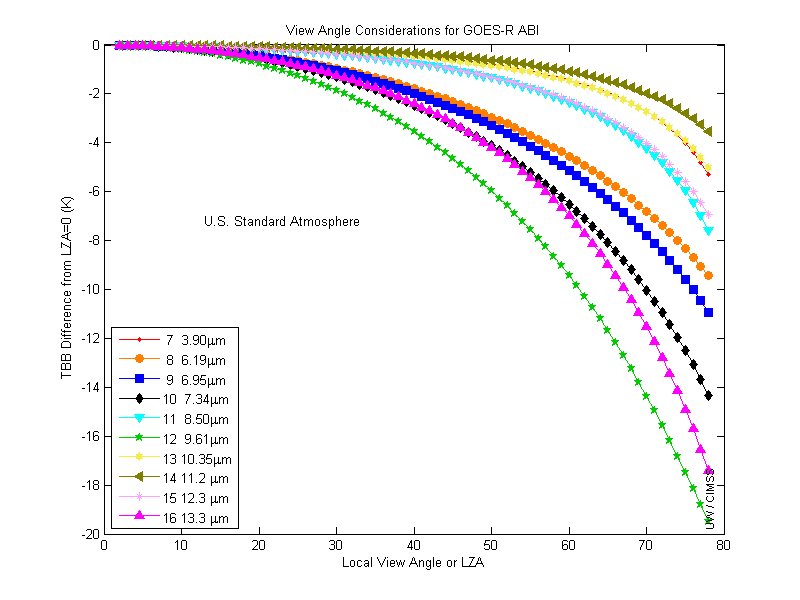 View Angle Considerations for GOES-R ABI
0
-2
-4
-6
-8
-10
-12
-14
-16
-18
-20
TBB Difference from LZA=0 (K)
U.S. Standard Atmosphere
7 3.90μm
8 6.19μm
9 6.95μm
10 7.34μm
11 8.50μm
12 9.61μm
13 10.35μm
14 11.2 μm
15 12.3 μm
16 13.3 μm
UW / CIMSS
0 10 20 30 40 50 60 70 80
Local View Angle or LZA